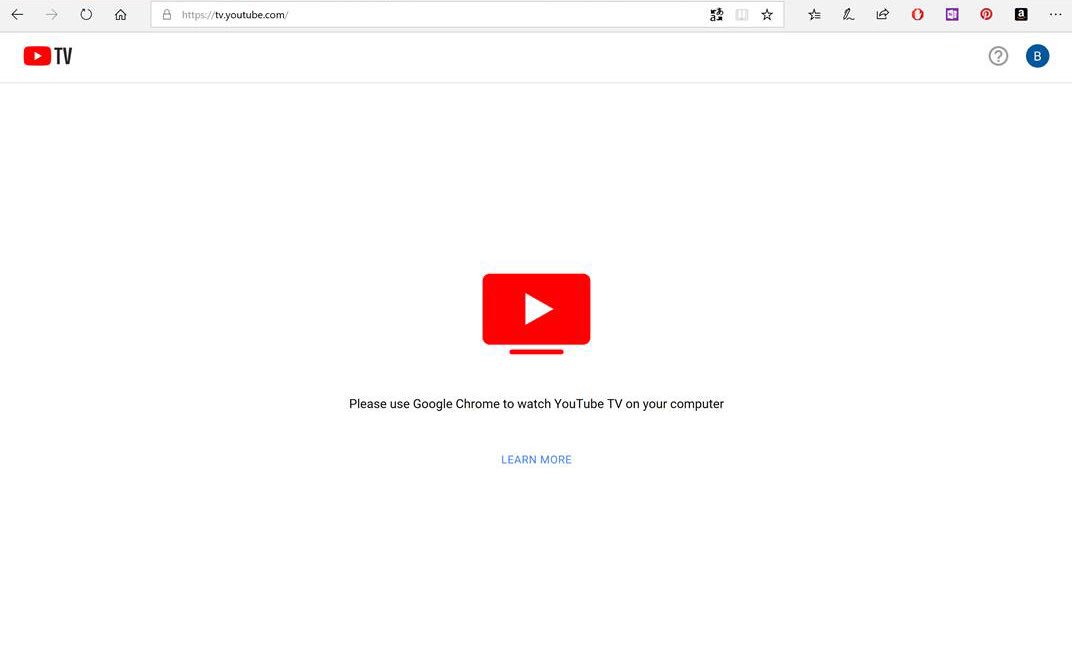 https://tv.youtube.com/
TV
B
Please use Google Chrome to watch YouTube TV on your computer
LEARN MORE